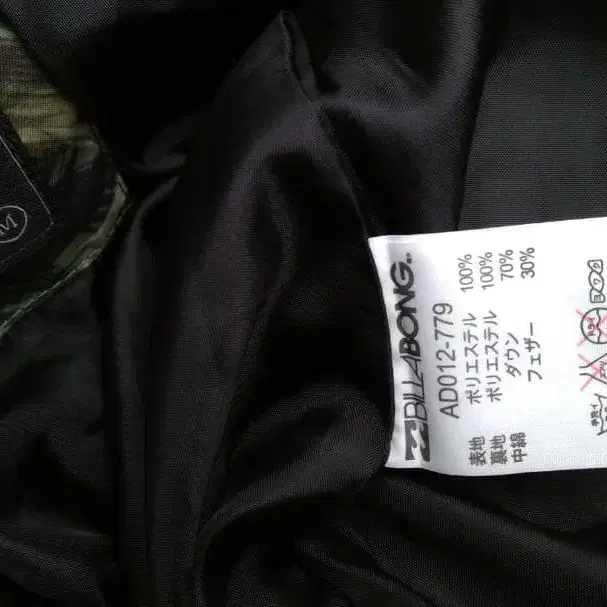 M
BILLABONG..
AD012-779
表地 ポリエステル 100%
裏地 ポリエステル 100%
中綿 ダウン 70%
フェザー 30%